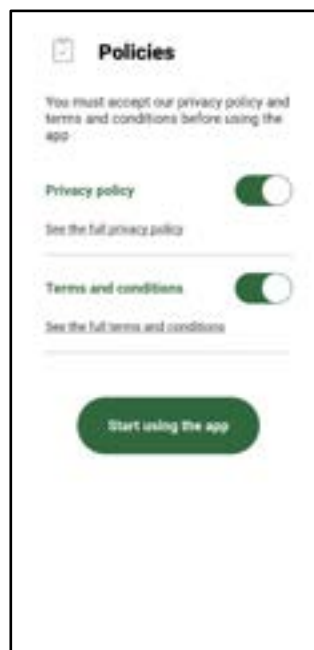 Policies
You must accept our privacy policy and
terms and conditions before using the
app
Privacy policy
See the full privacy policy
Terms and conditions
See the full terms and conditions
Start using the app